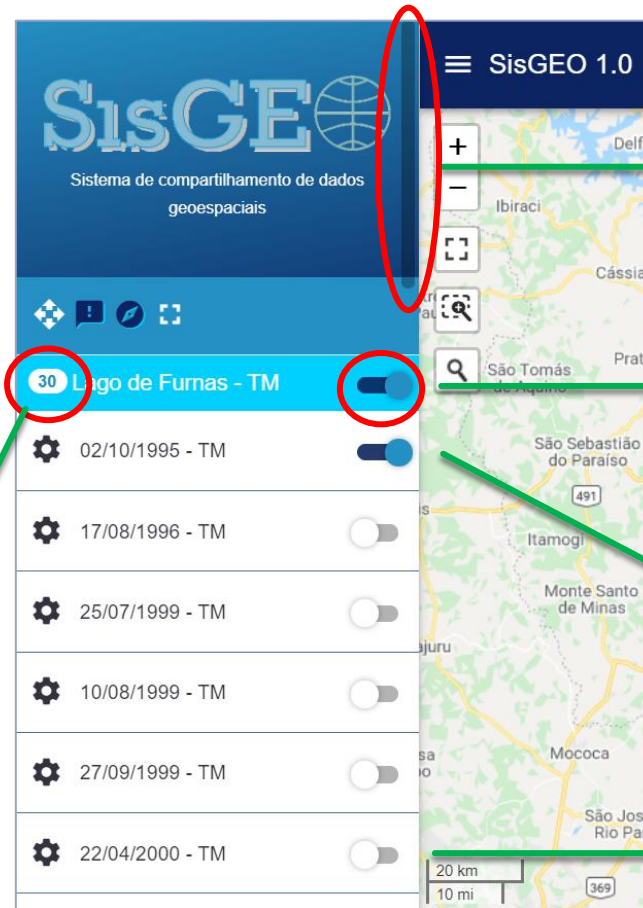 SisGEO
Sistema de compartilhamento de dados
geoespaciais
30 Lago de Furnas - TM
02/10/1995 - TM
17/08/1996 - TM
25/07/1999 - TM
10/08/1999 - TM
27/09/1999 - TM
22/04/2000 - TM
SisGEO 1.0
+
Delf
−
Ibiraci
Cássia
Prat
São Tomás
de Aquino
São Sebastião
do Paraíso
491
Itamogi
Monte Santo
de Minas
ajuru
Mococa
sa
São Jos
Rio Pa
20 km
10 mi
369